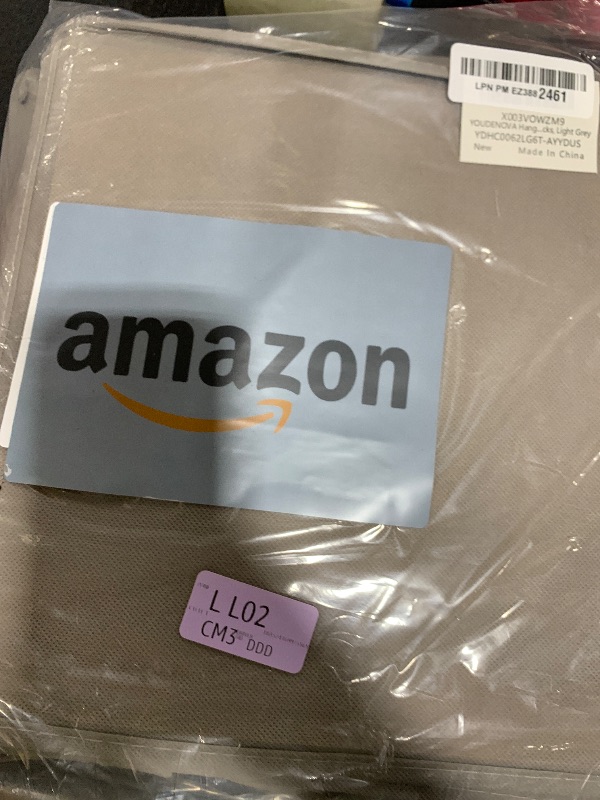 LPN PM EZ388 2461
X003VOWZM9
YOUDENOVA Hang...cks, Light Grey
YDHC0062LG6T-AYYDUS
New Made In China
amazon
L L02
CM3 DDD